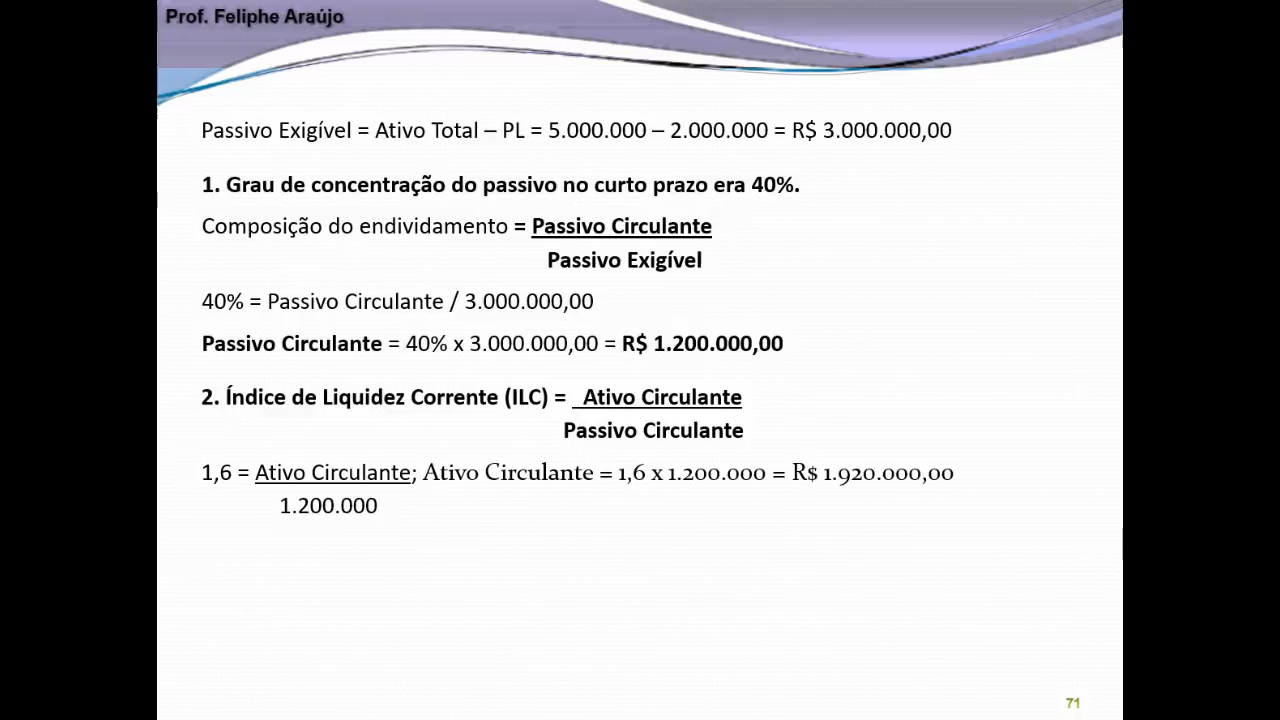 Prof. Feliphe Araújo
Passivo Exigível = Ativo Total – PL = 5.000.000 – 2.000.000 = R$ 3.000.000,00
1. Grau de concentração do passivo no curto prazo era 40%.
Composição do endividamento = Passivo Circulante
Passivo Exigível
40% = Passivo Circulante / 3.000.000,00
Passivo Circulante = 40% x 3.000.000,00 = R$ 1.200.000,00
2. Índice de Liquidez Corrente (ILC) = Ativo Circulante
Passivo Circulante
1,6 = Ativo Circulante; Ativo Circulante = 1,6 x 1.200.000 = R$ 1.920.000,00
1.200.000
71